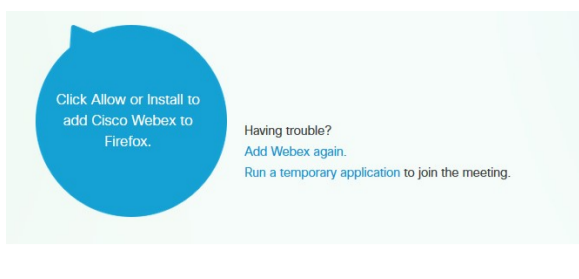 Click Allow or Install to
add Cisco Webex to
Firefox.
Having trouble?
Add Webex again.
Run a temporary application to join the meeting.